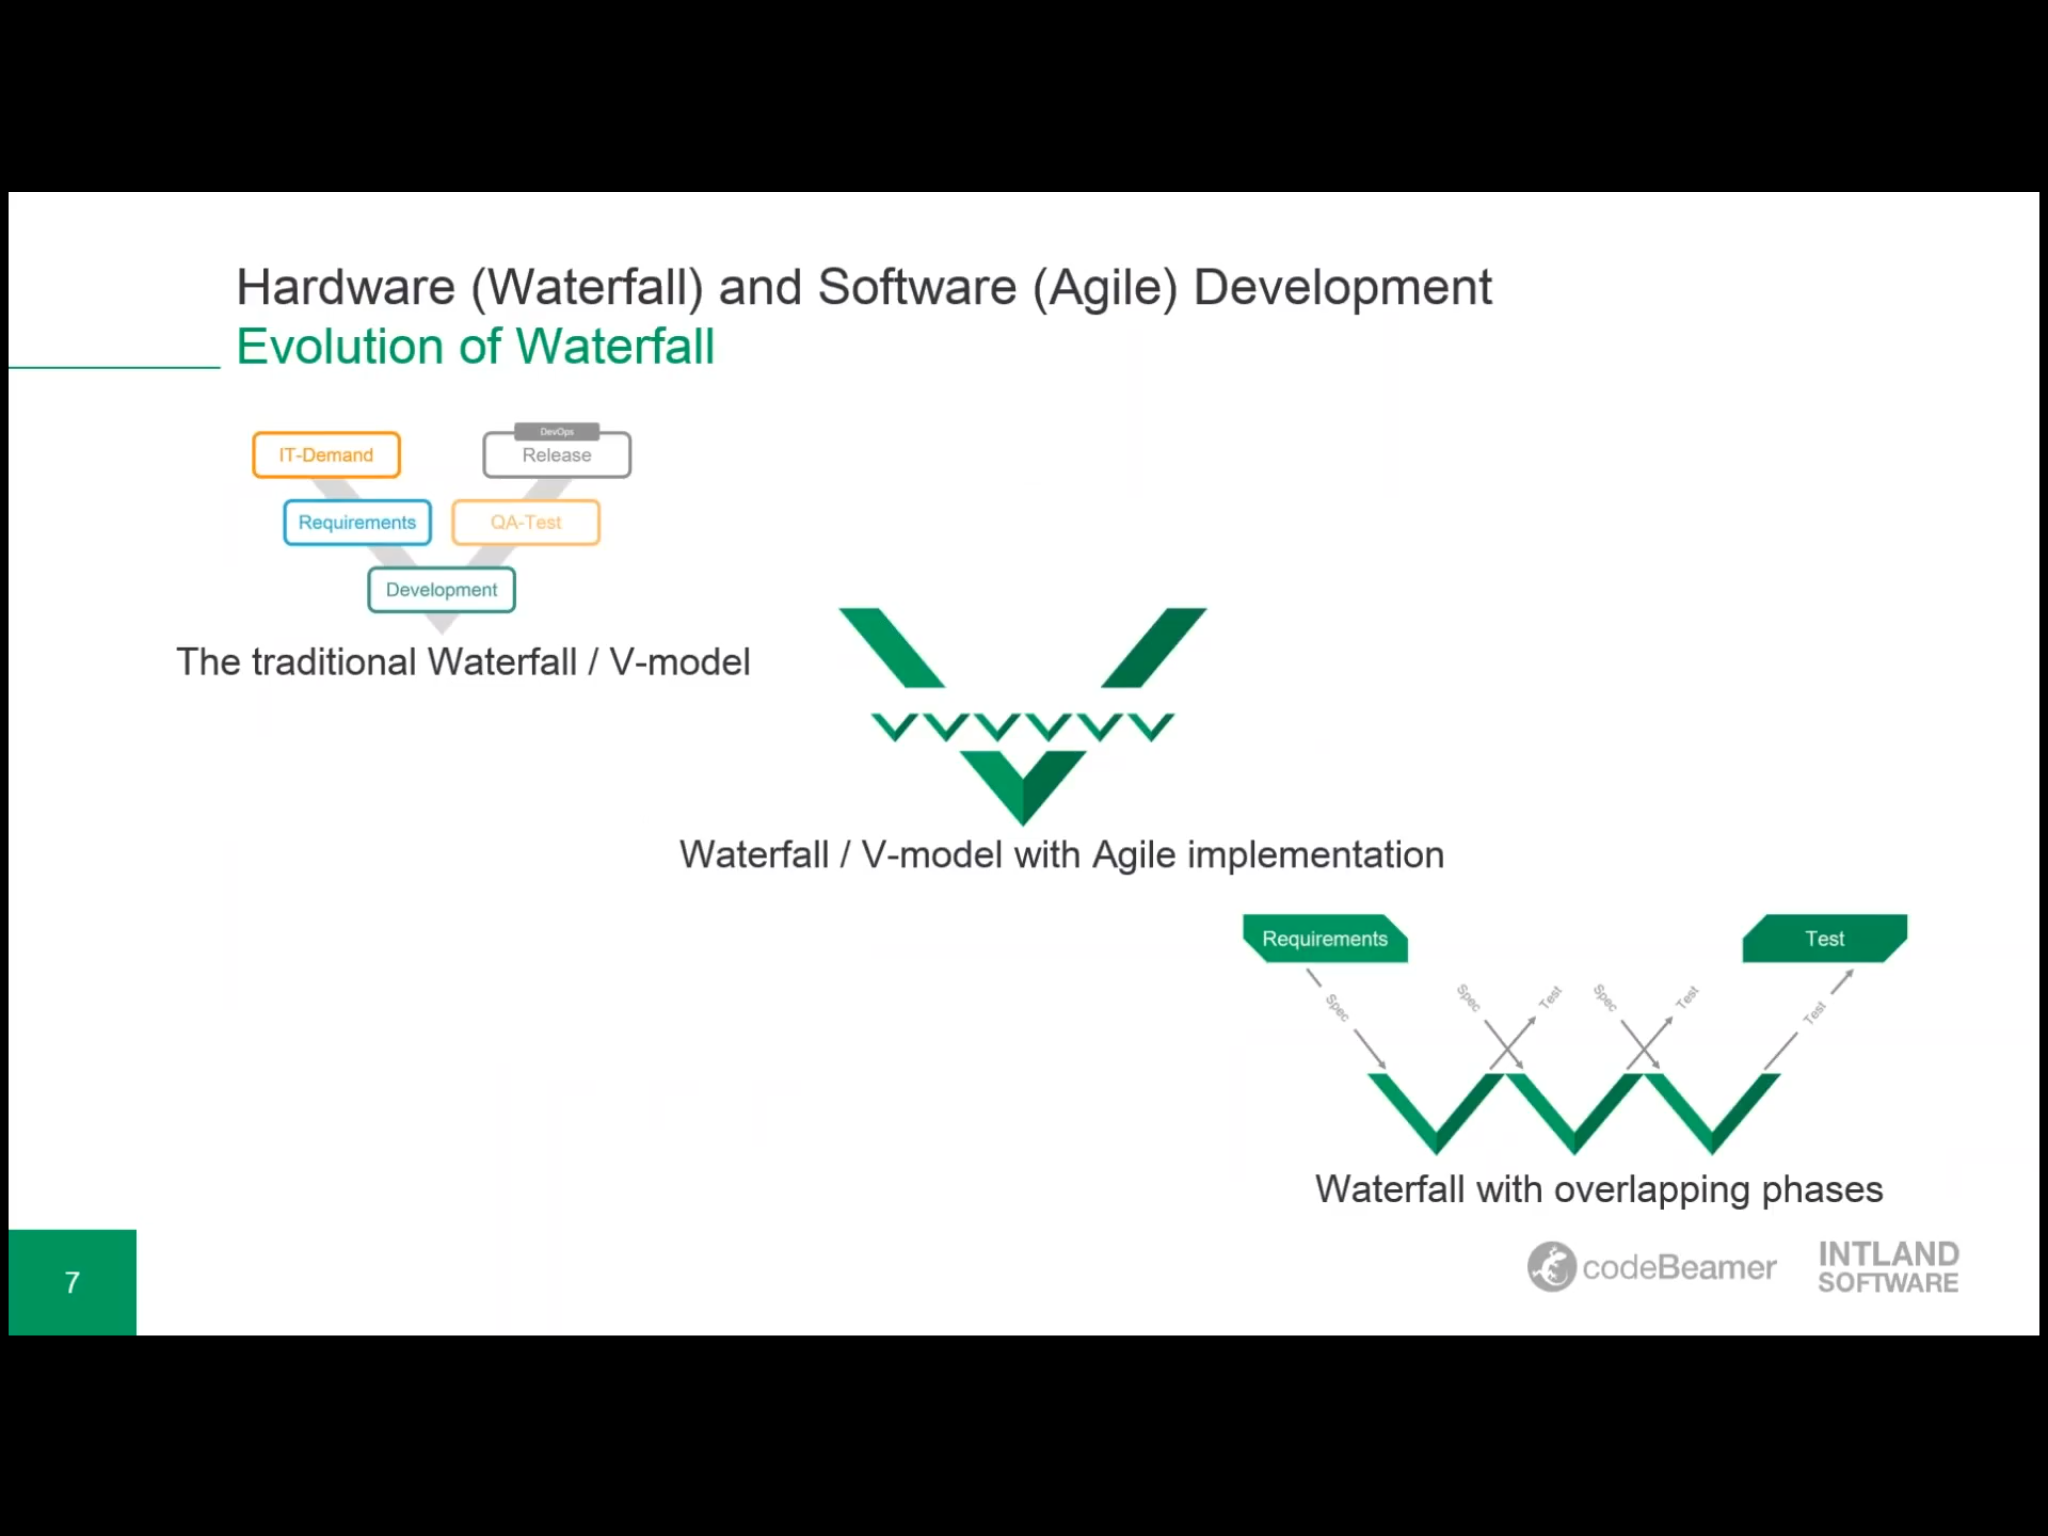 Hardware (Waterfall) and Software (Agile) Development
Evolution of Waterfall
IT-Demand
DevOps
Release
Requirements
QA-Test
Development
The traditional Waterfall / V-model
Waterfall / V-model with Agile implementation
Requirements
Test
Spec
Spec
Test
Spec
Test
Test
Waterfall with overlapping phases
7
codeBeamer
INTLAND
SOFTWARE